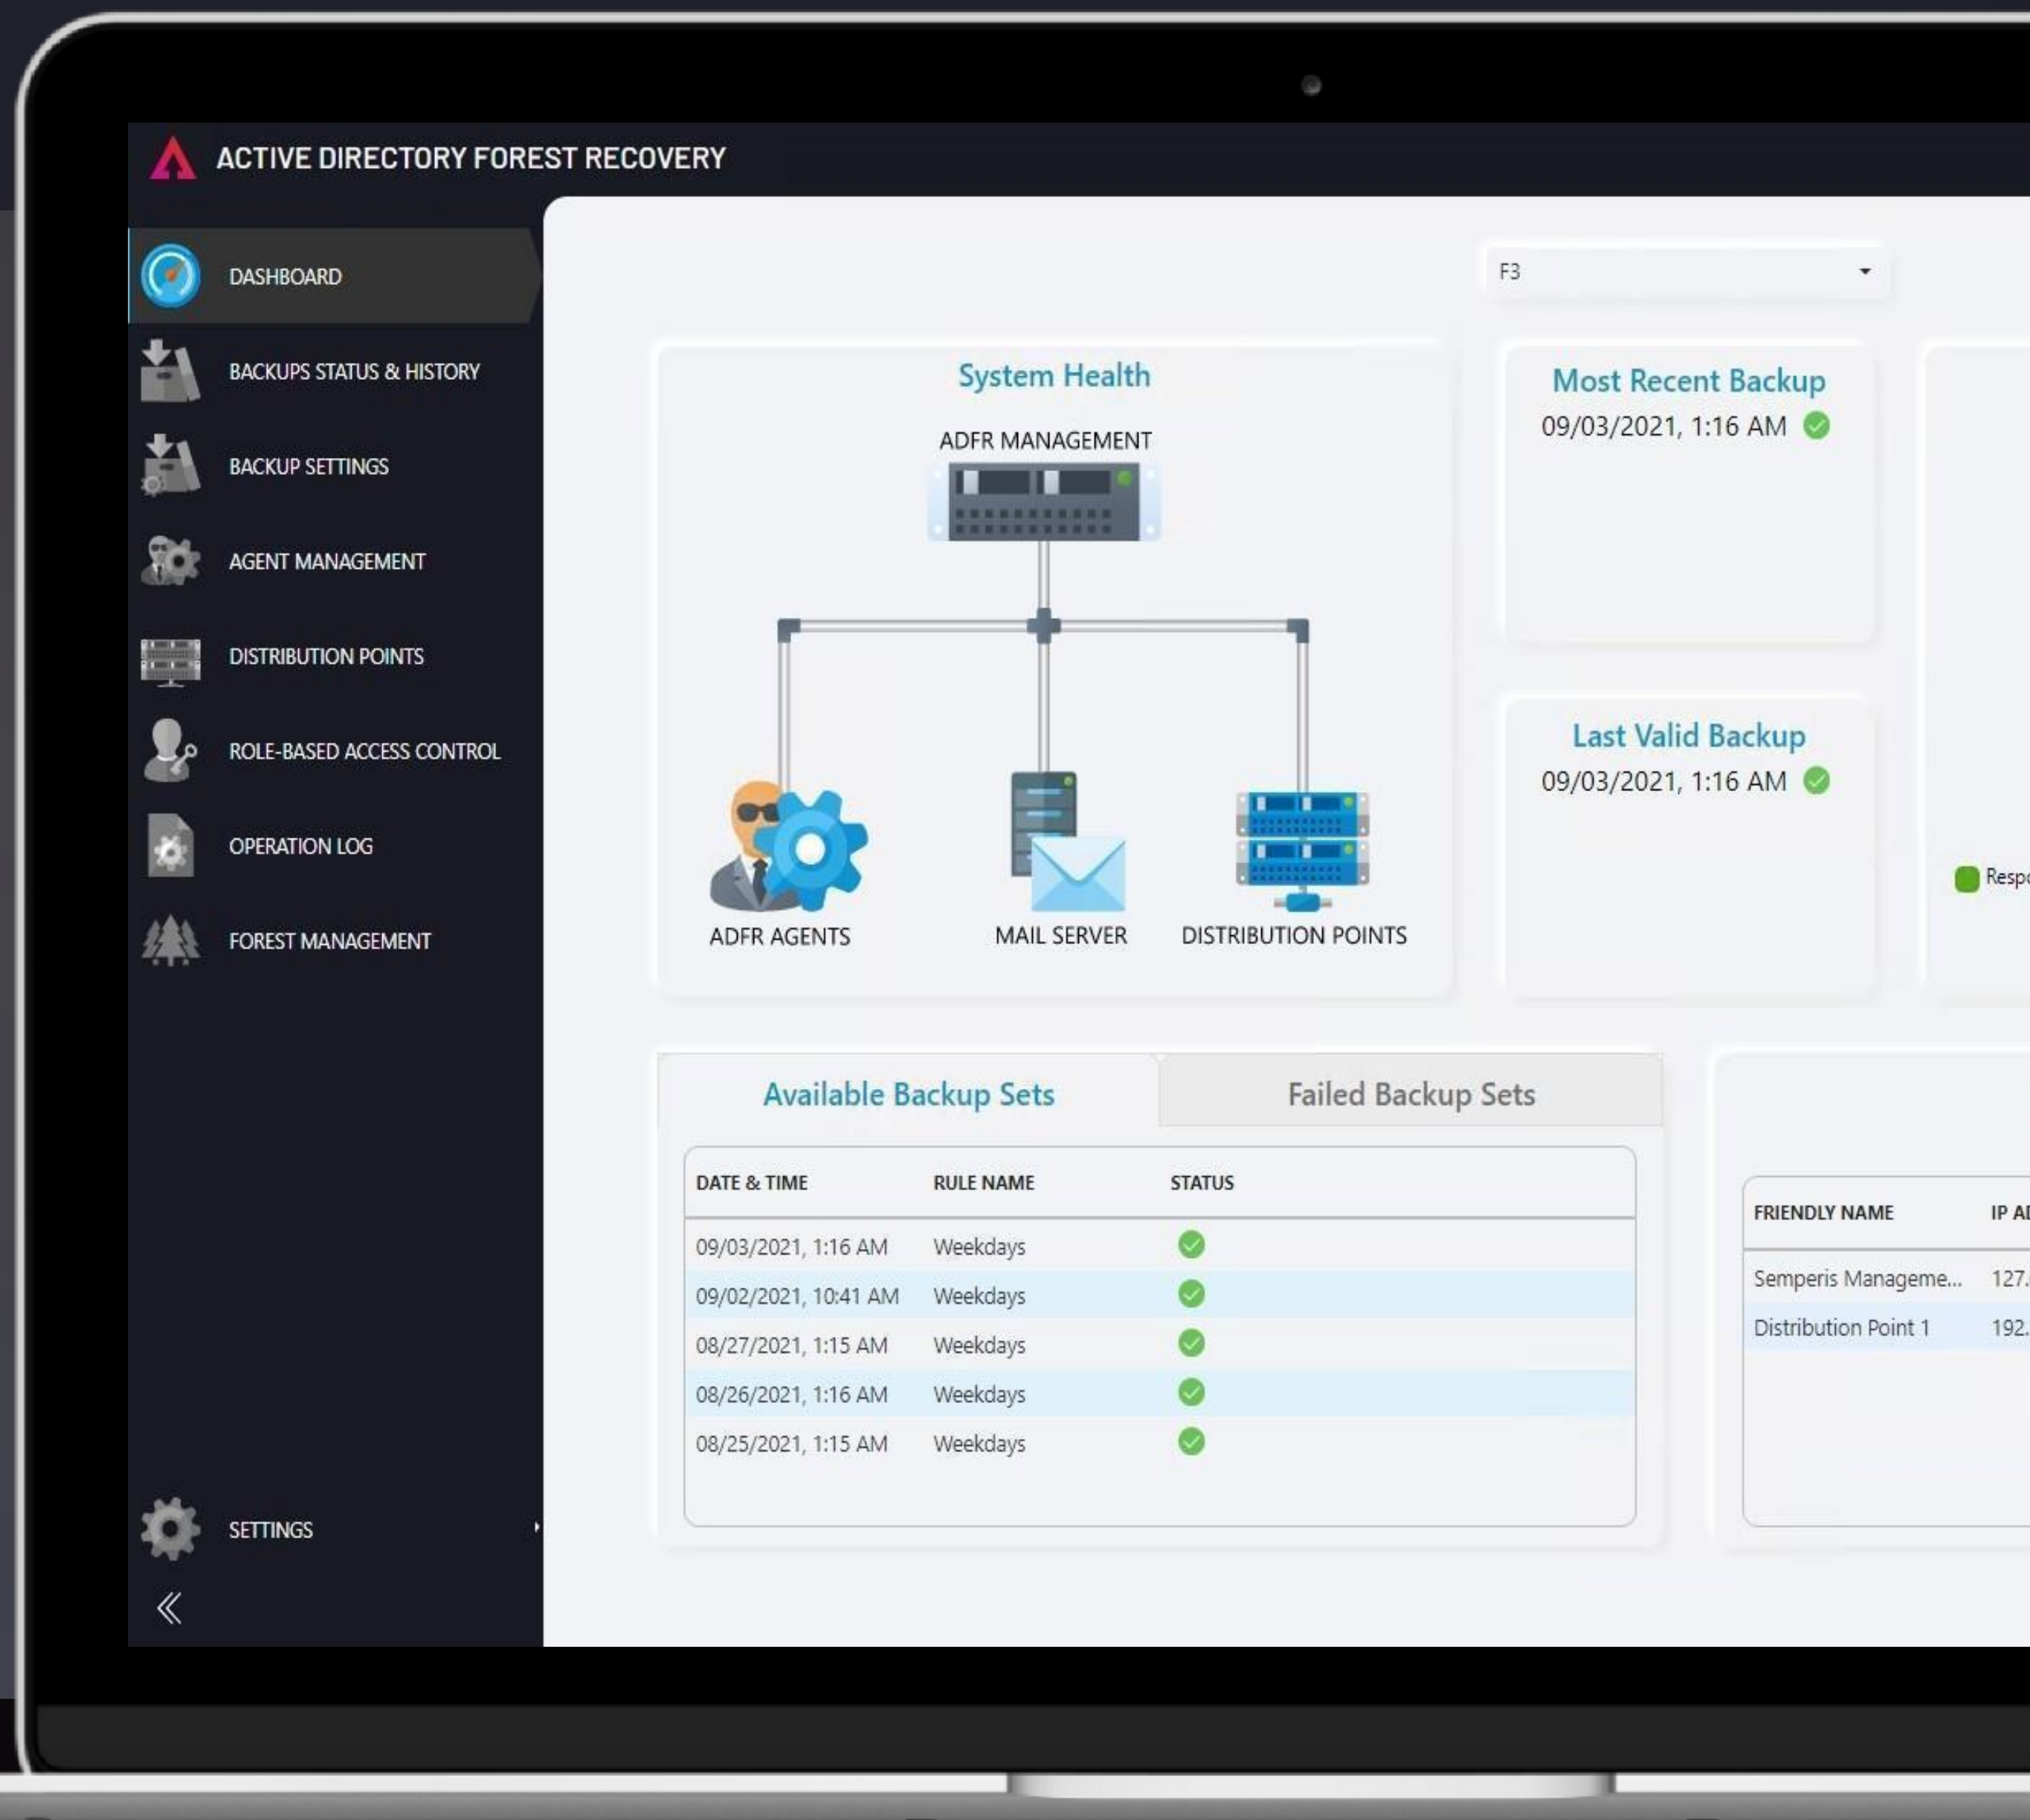 ACTIVE DIRECTORY FOREST RECOVERY
DASHBOARD
BACKUPS STATUS & HISTORY
BACKUP SETTINGS
AGENT MANAGEMENT
DISTRIBUTION POINTS
ROLE-BASED ACCESS CONTROL
OPERATION LOG
FOREST MANAGEMENT
SETTINGS
F3
System Health
ADFR MANAGEMENT
ADFR AGENTS
MAIL SERVER
DISTRIBUTION POINTS
Most Recent Backup
09/03/2021, 1:16 AM
Last Valid Backup
09/03/2021, 1:16 AM
Available Backup Sets
Failed Backup Sets
DATE & TIME RULE NAME STATUS
09/03/2021, 1:16 AM Weekdays
09/02/2021, 10:41 AM Weekdays
08/27/2021, 1:15 AM Weekdays
08/26/2021, 1:16 AM Weekdays
08/25/2021, 1:15 AM Weekdays
FRIENDLY NAME IP
Semperis Manageme... 127.
Distribution Point 1 192.